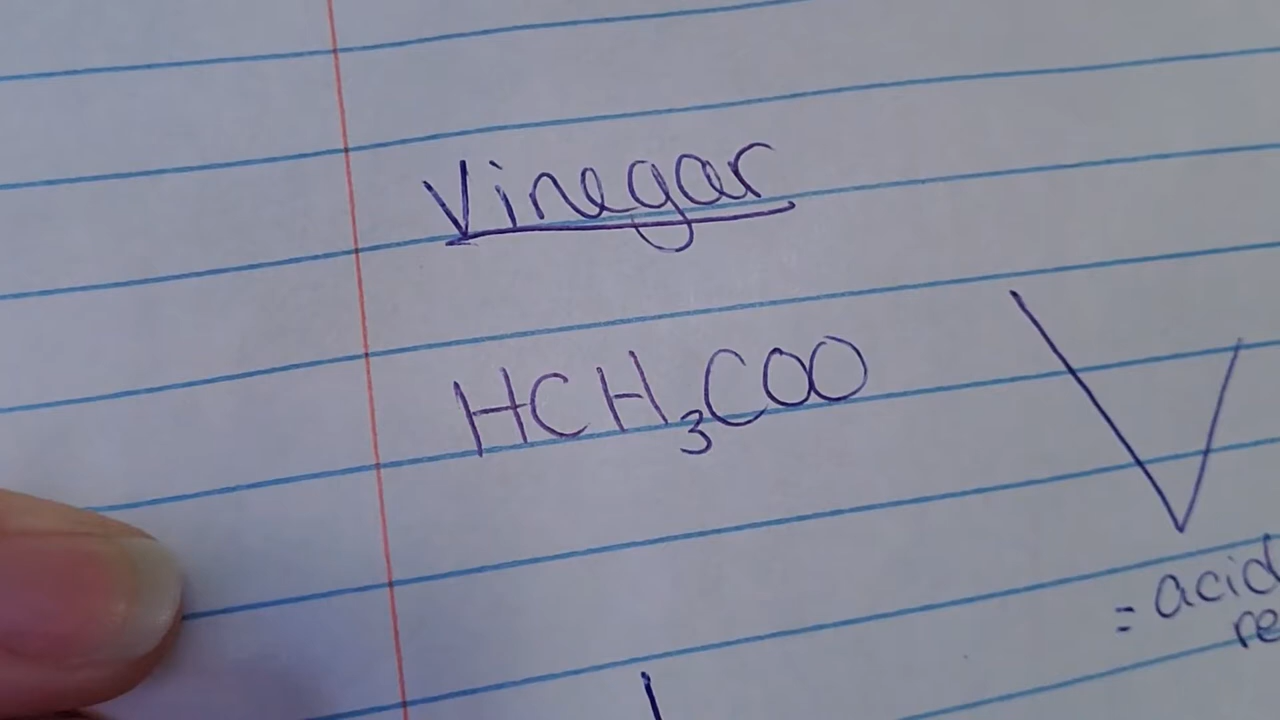 Vinegar
HCH₃COO
= acid